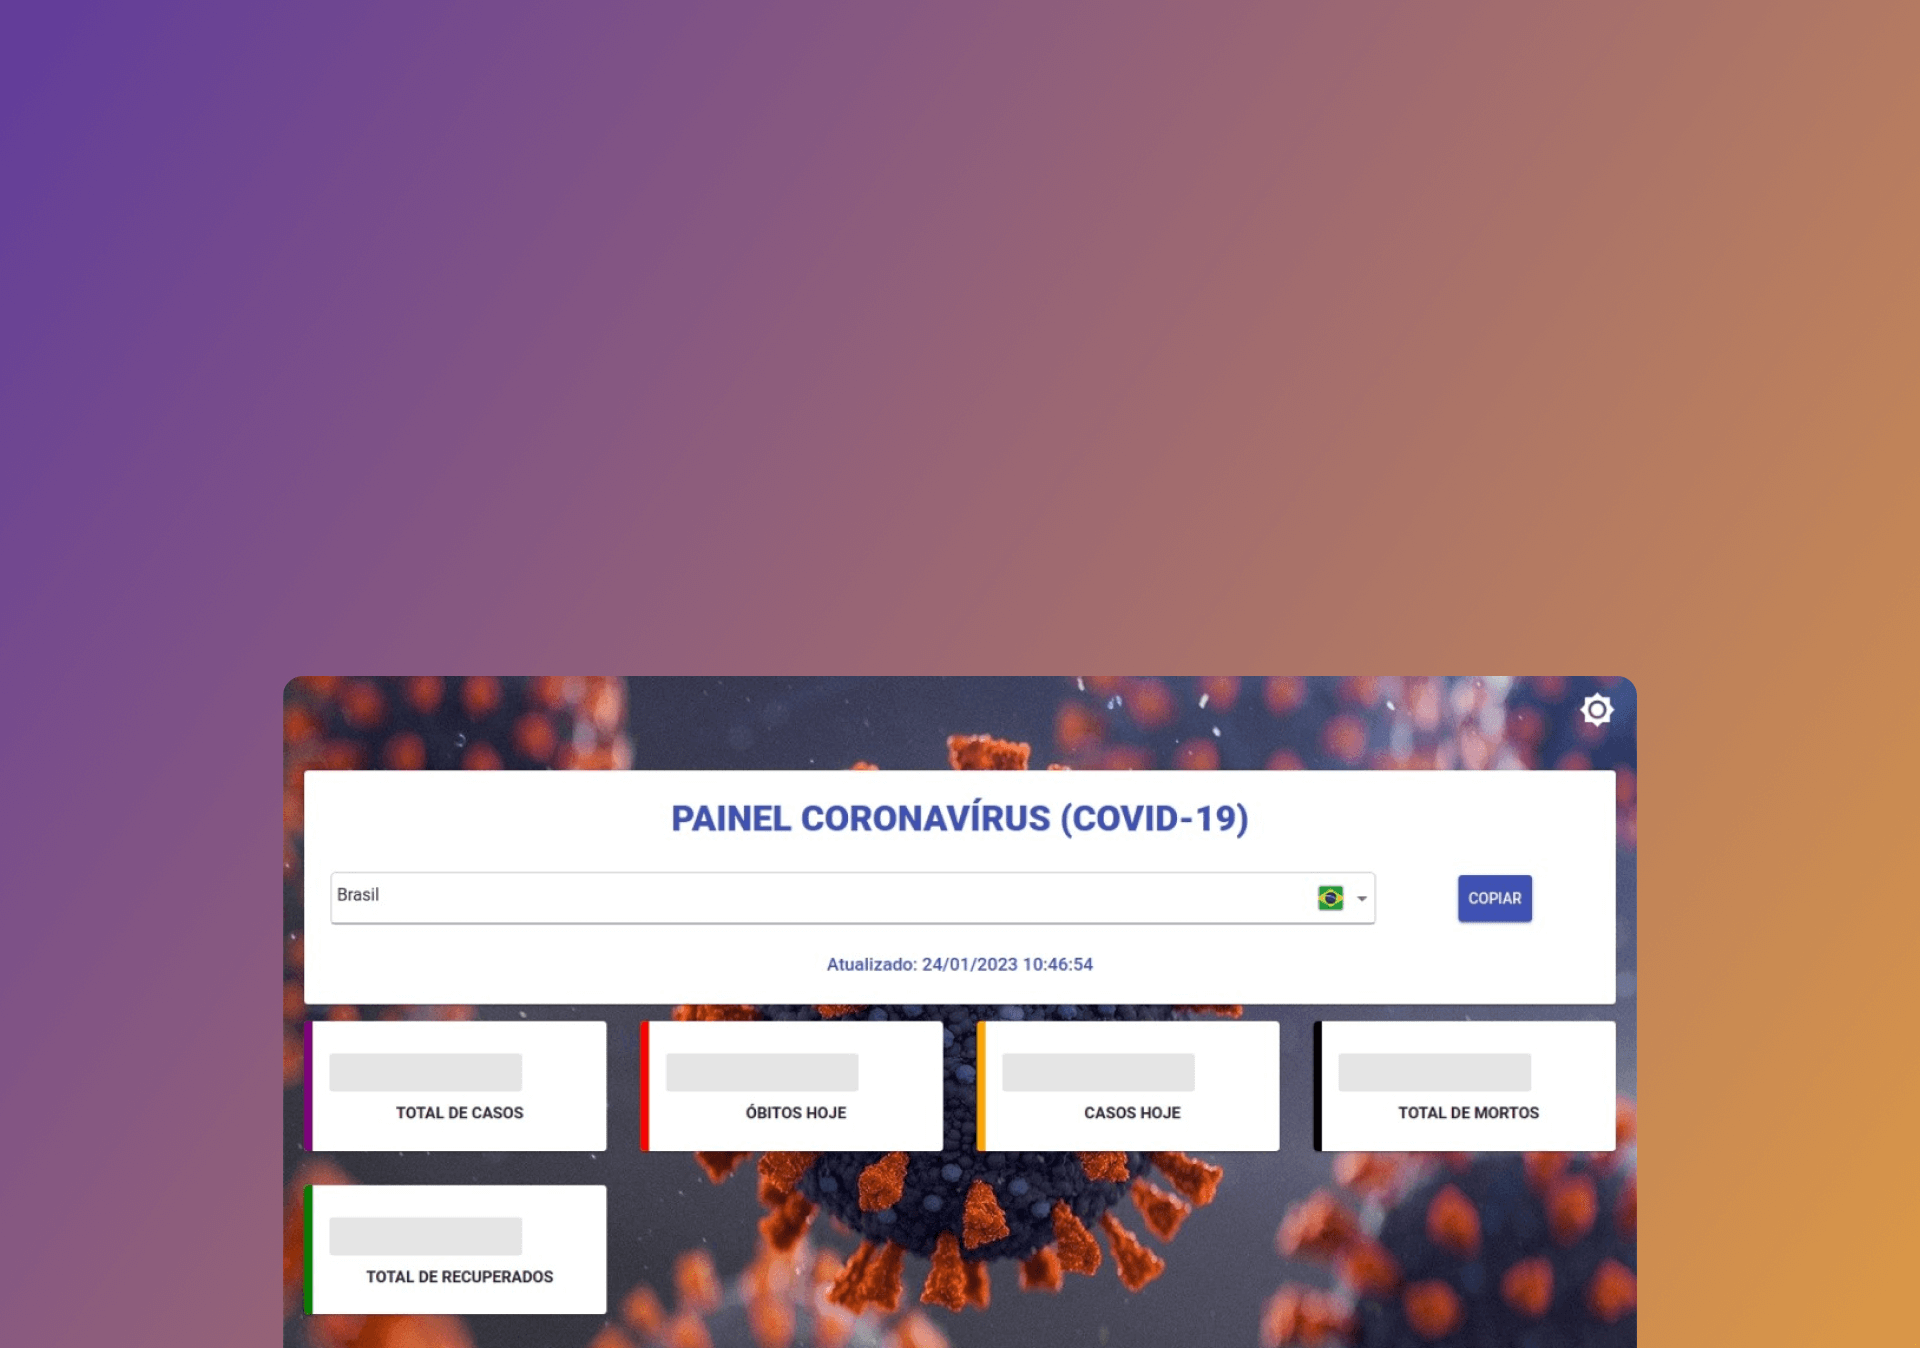 PAINEL CORONAVÍRUS (COVID-19)
Brasil
COPIAR
Atualizado: 24/01/2023 10:46:54
TOTAL DE CASOS
ÓBITOS HOJE
CASOS HOJE
TOTAL DE MORTOS
TOTAL DE RECUPERADOS